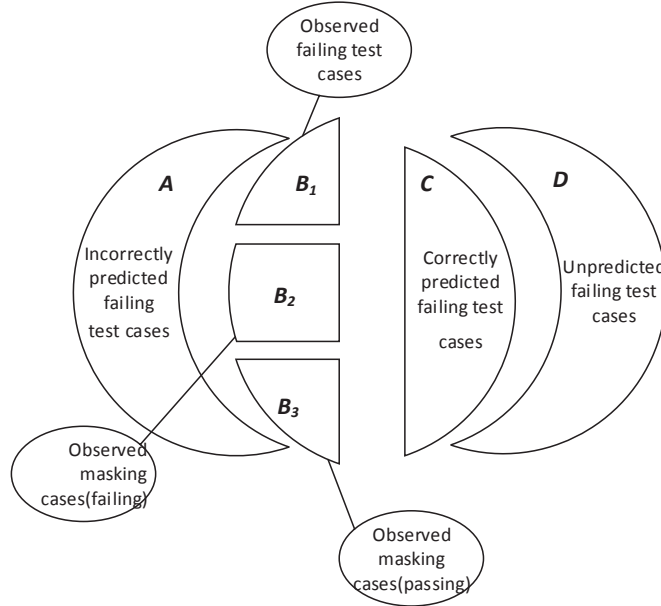 Observed
failing test
cases
A
B1
C
D
Incorrectly
predicted
failing
test cases
B2
Correctly
predicted
failing test
cases
Unpredicted
failing test
cases
B3
Observed
masking
cases(failing)
Observed
masking
cases(passing)